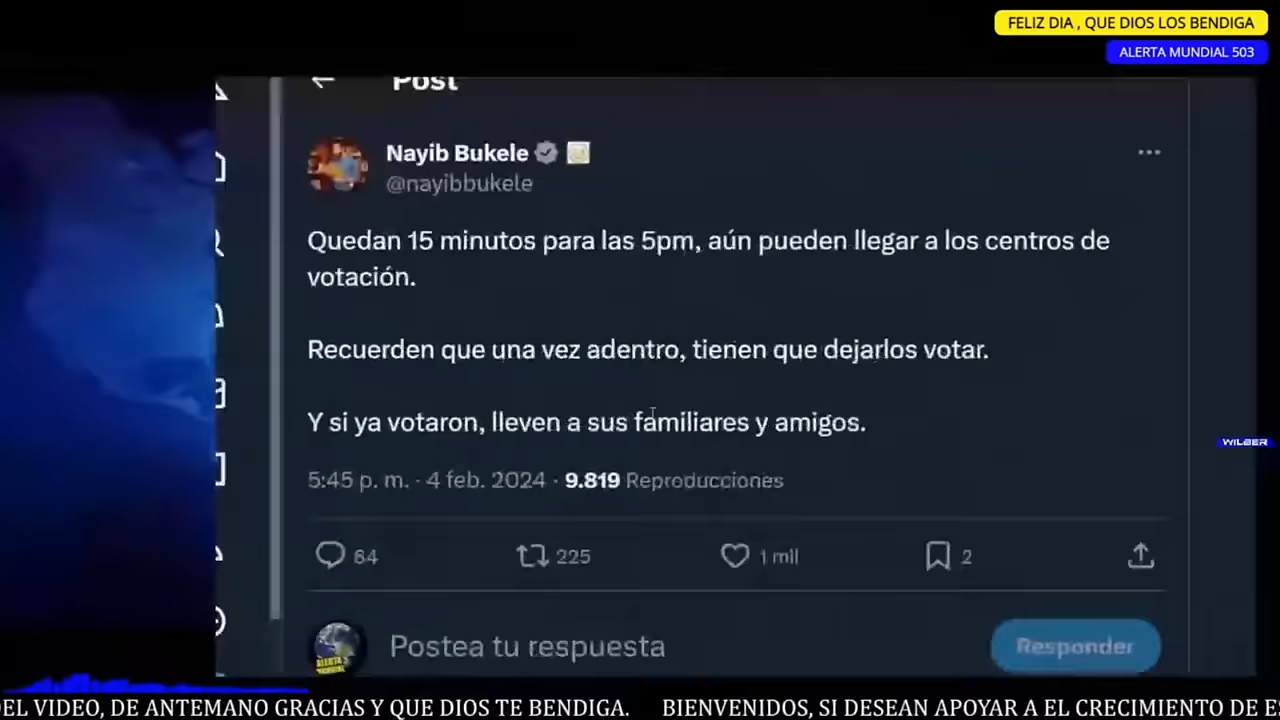 FELIZ DIA , QUE DIOS LOS BENDIGA
ALERTA MUNDIAL 503
Post
Nayib Bukele
@nayibbukele
Quedan 15 minutos para las 5pm, aún pueden llegar a los centros de
votación.
Recuerden que una vez adentro, tienen que dejarlos votar.
Y si ya votaron, lleven a sus familiares y amigos.
WILBER
5:45 p. m. · 4 feb. 2024 · 9.819 Reproducciones
64 225 1 mil 2
ALERTA
MUNDIAL
Postea tu respuesta
Responder
DEL VIDEO, DE ANTEMANO GRACIAS Y QUE DIOS TE BENDIGA. BIENVENIDOS, SI DESEAN APOYAR A EL CRECIMIENTO DE